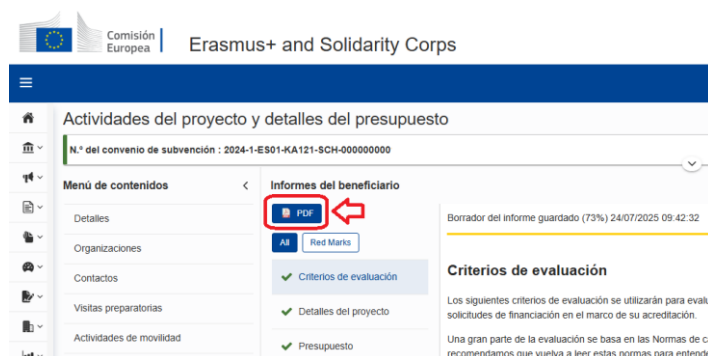 Comisión
Europea
Erasmus+ and Solidarity Corps
Actividades del proyecto y detalles del presupuesto
N.º del convenio de subvención : 2024-1-ES01-KA121-SCH-000000000
Menú de contenidos
Detalles
Organizaciones
Contactos
Visitas preparatorias
Actividades de movilidad
Informes del beneficiario
PDF
All
Red Marks
Criterios de evaluación
Detalles del proyecto
Presupuesto
Borrador del informe guardado (73%) 24/07/2025 09:42:32
Criterios de evaluación
Los siguientes criterios de evaluación se utilizarán para evalu
solicitudes de financiación en el marco de su acreditación.
Una gran parte de la evaluación se basa en las Normas de c
recomendamos que vuelva a leer estas normas para entend